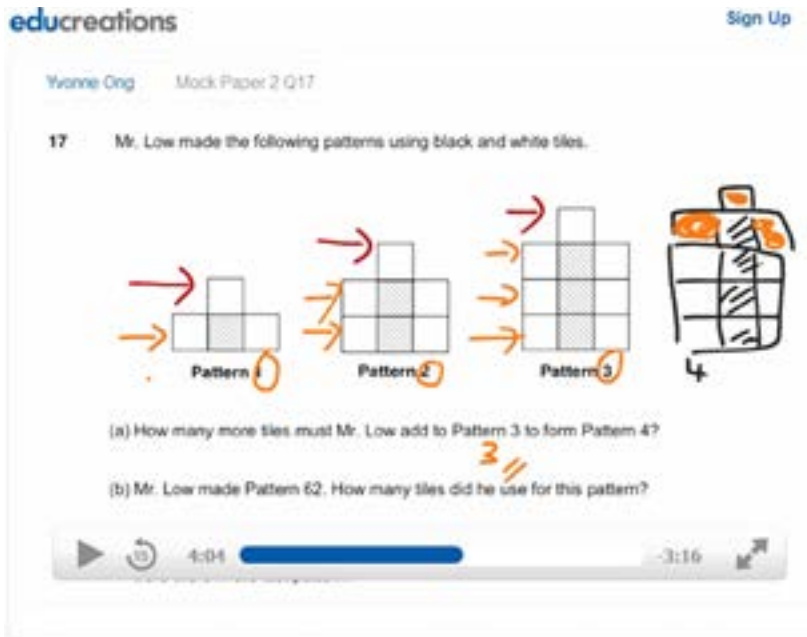 educreations
Sign Up
Yvonne Ong Mock Paper 2 Q17
17 Mr. Low made the following patterns using black and white tiles.
Pattern 1 Pattern 2 Pattern 3 4
(a) How many more tiles must Mr. Low add to Pattern 3 to form Pattern 4?
3
(b) Mr. Low made Pattern 62. How many tiles did he use for this pattern?
15 4:04 -3:16